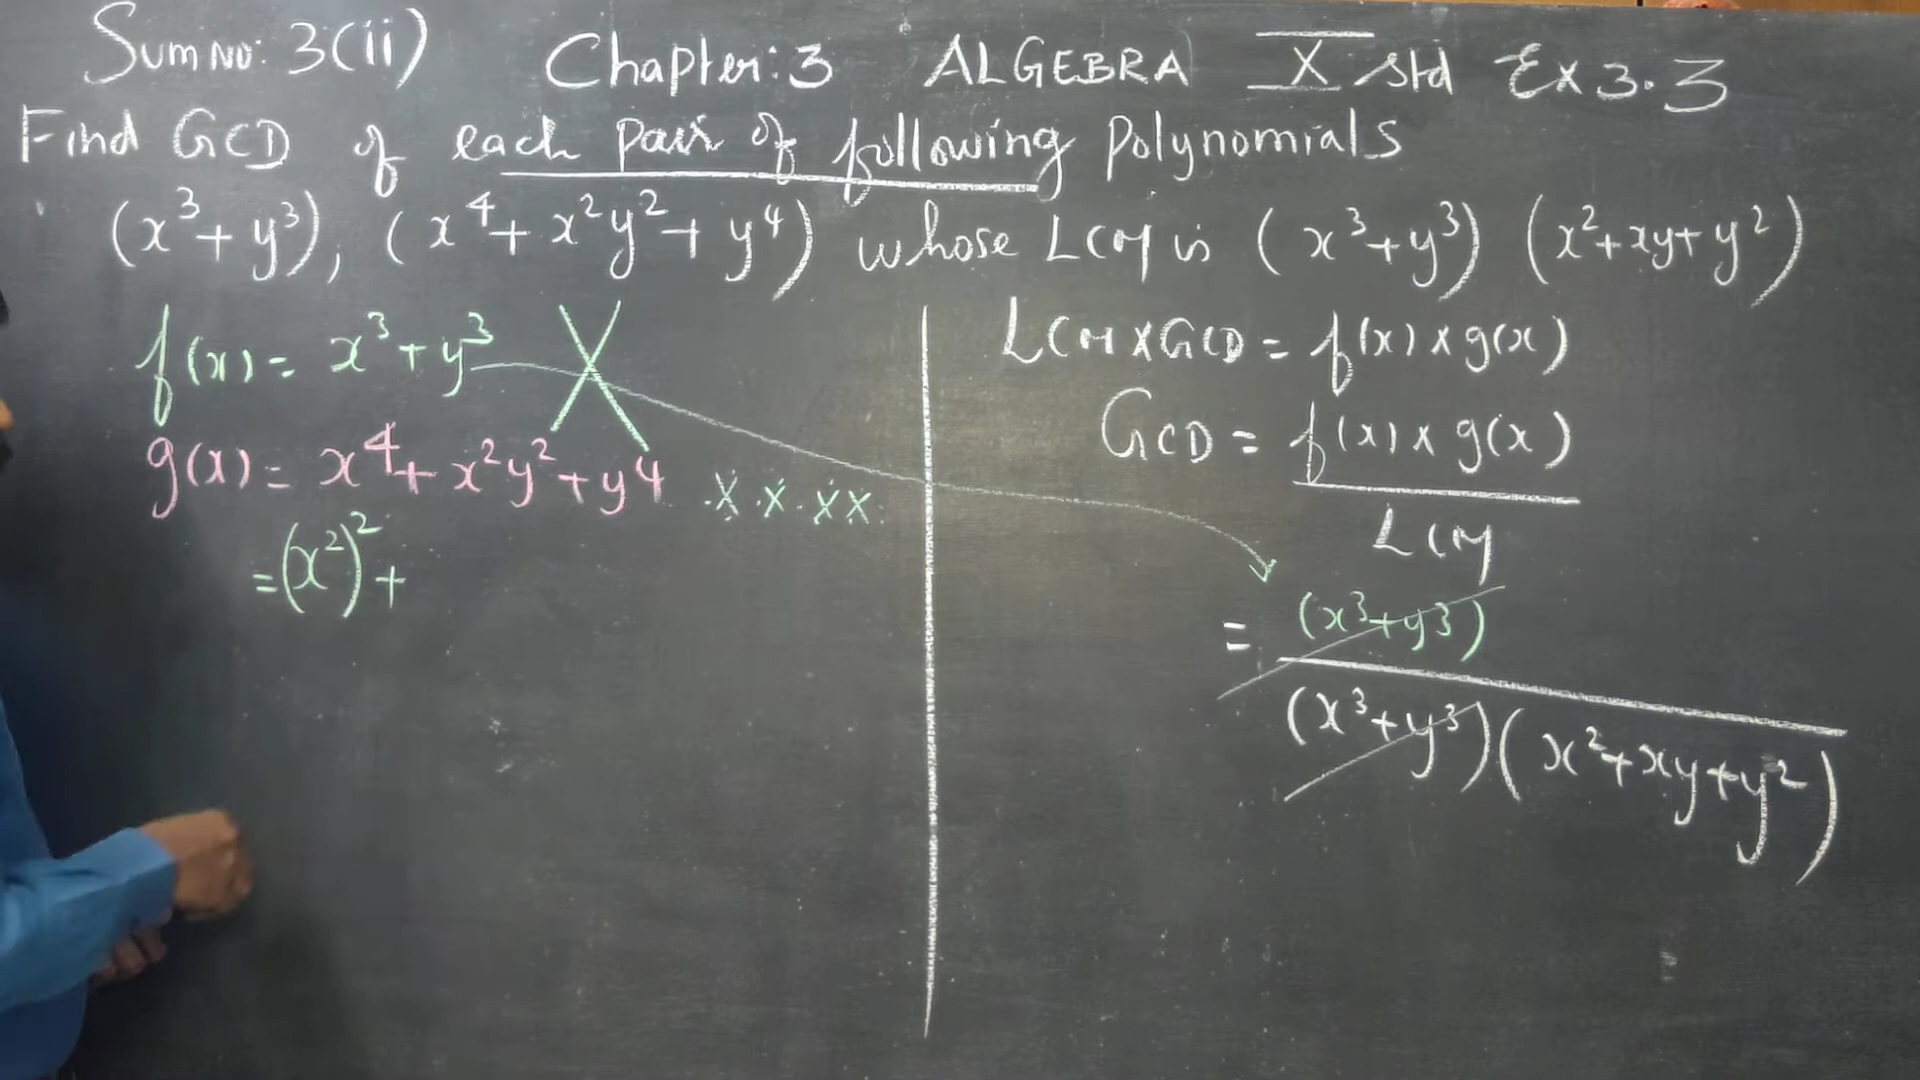 Sum No: 3(ii) Chapter: 3 ALGEBRA X std Ex 3.3
Find GCD of each pair of following Polynomials
(x³+y³), (x⁴+x²y²+y⁴) whose LCM is (x³+y³) (x²+xy+y²)
f(x) = x³+y³
g(x) = x⁴+x²y²+y⁴ .x.x.xx.
=(x²)²+
LCM×GCD = f(x)×g(x)
GCD = f(x)×g(x)
LCM
= (x³+y³)
(x³+y³)(x²+xy+y²)